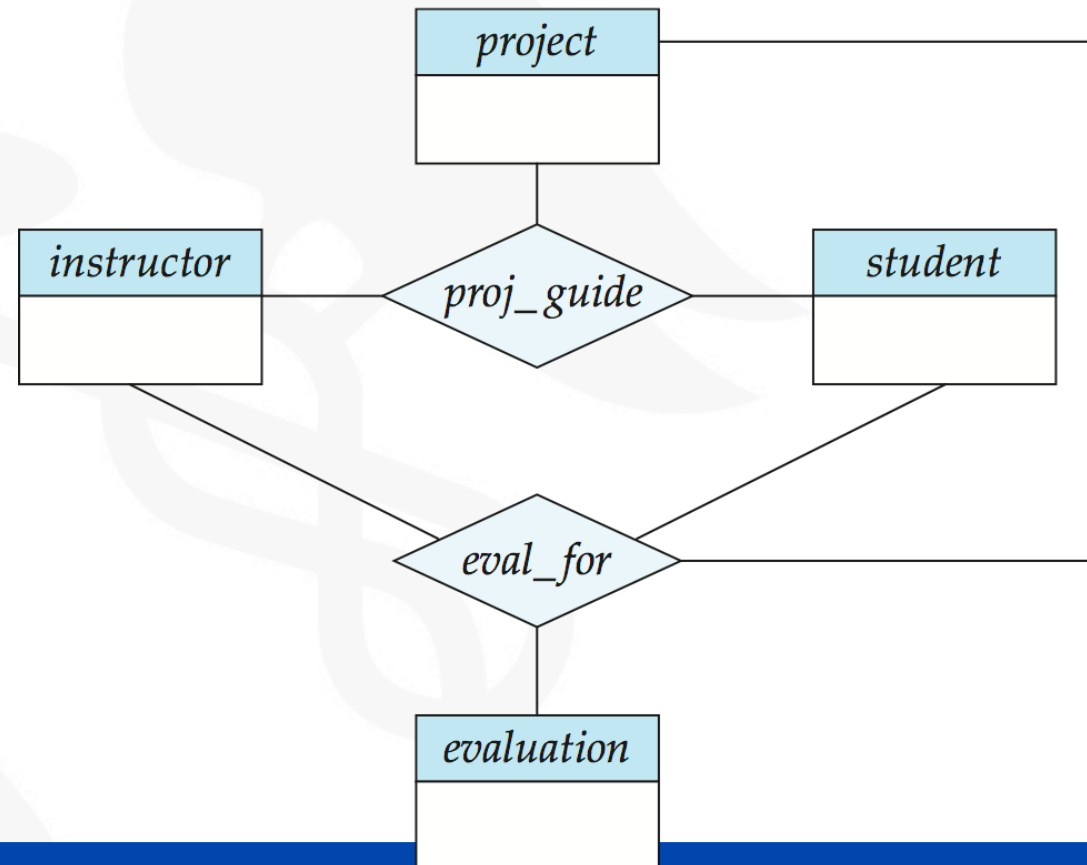 project
instructor
proj_guide
student
eval_for
evaluation